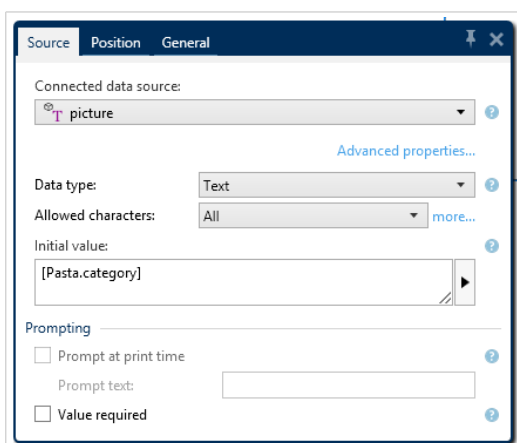 Source Position General
Connected data source:
T picture
Advanced properties...
Data type: Text
Allowed characters: All more...
Initial value:
[Pasta.category]
Prompting
Prompt at print time
Prompt text:
Value required